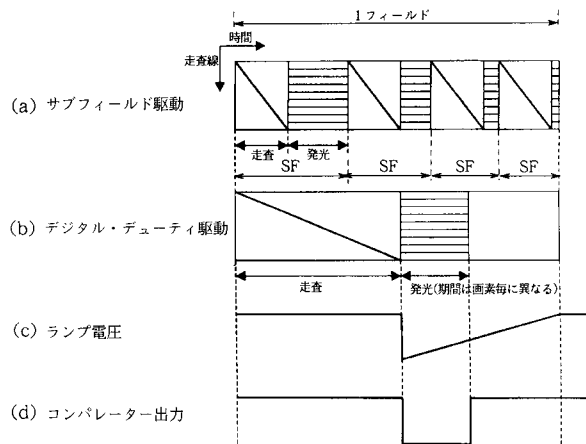 1フィールド
時間
走査線
(a) サブフィールド駆動
走査
発光
SF
SF
SF
SF
(b) デジタル・デューティ駆動
走査
発光(期間は画素毎に異なる)
(c) ランプ電圧
(d) コンパレーター出力